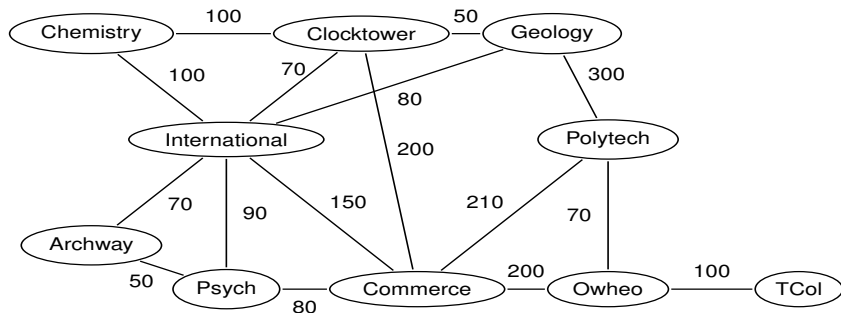 100 50
Chemistry Clocktower Geology
100 70 300
80
International Polytech
200
70 90 150 210 70
Archway
50 Psych Commerce 200 Owheo 100 TCol
80